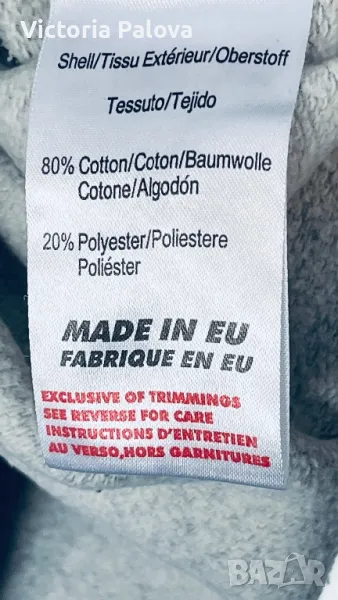 Victoria Palova
Shell/Tissu Extérieur/Oberstoff
Tessuto/Tejido
80% Cotton/Coton/Baumwolle
Cotone/Algodón
20% Polyester/Poliestere
Poliéster
MADE IN EU
FABRIQUE EN EU
EXCLUSIVE OF TRIMMINGS
SEE REVERSE FOR CARE
INSTRUCTIONS D'ENTRETIEN
AU VERSO,HORS GARNITURES
BAZAR